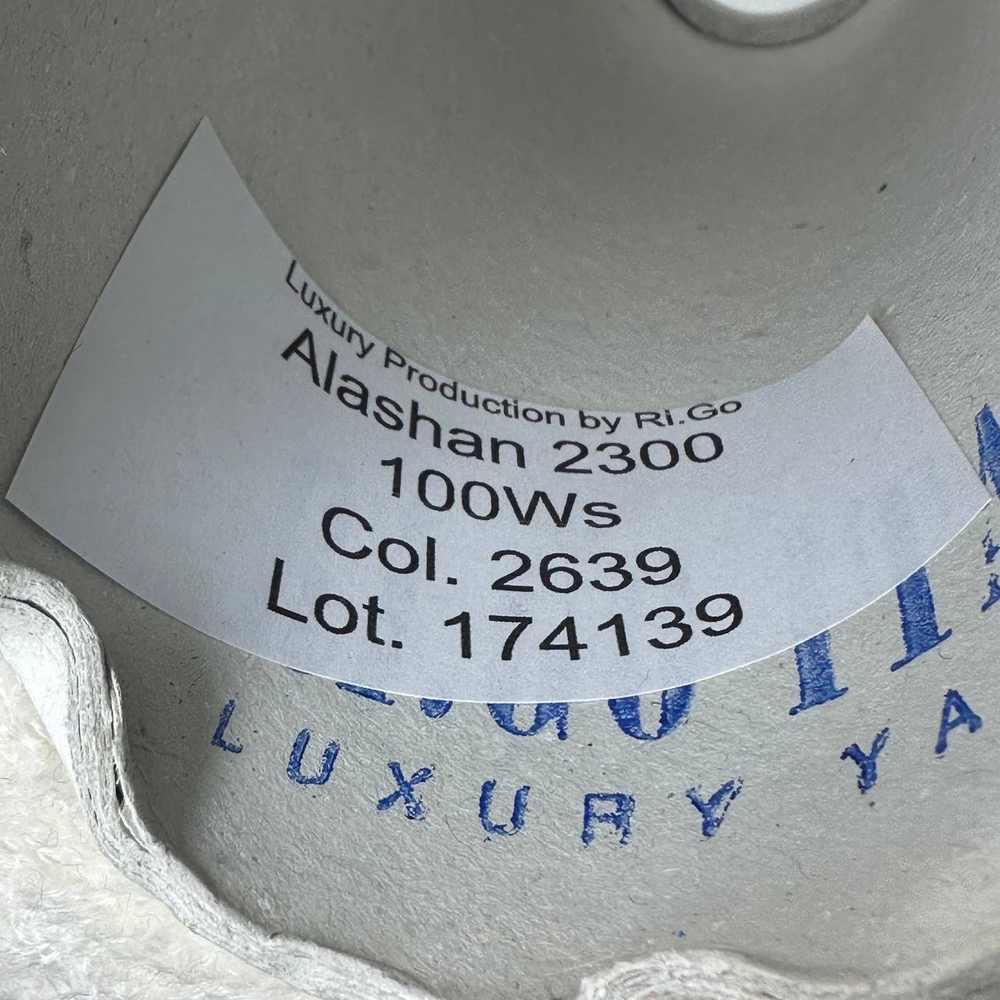 Luxury Production by Ri.Go
Alashan 2300
100Ws
Col. 2639
Lot. 174139
LUXURY